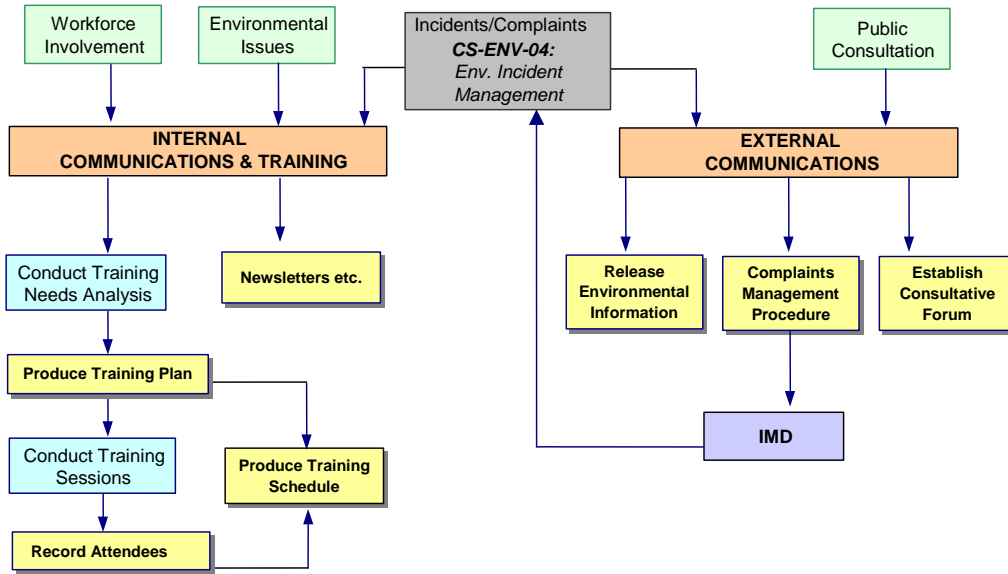 Workforce
Involvement
Environmental
Issues
Incidents/Complaints
CS-ENV-04:
Env. Incident
Management
Public
Consultation
INTERNAL
COMMUNICATIONS & TRAINING
EXTERNAL
COMMUNICATIONS
Conduct Training
Needs Analysis
Newsletters etc.
Release
Environmental
Information
Complaints
Management
Procedure
Establish
Consultative
Forum
Produce Training Plan
IMD
Conduct Training
Sessions
Produce Training
Schedule
Record Attendees